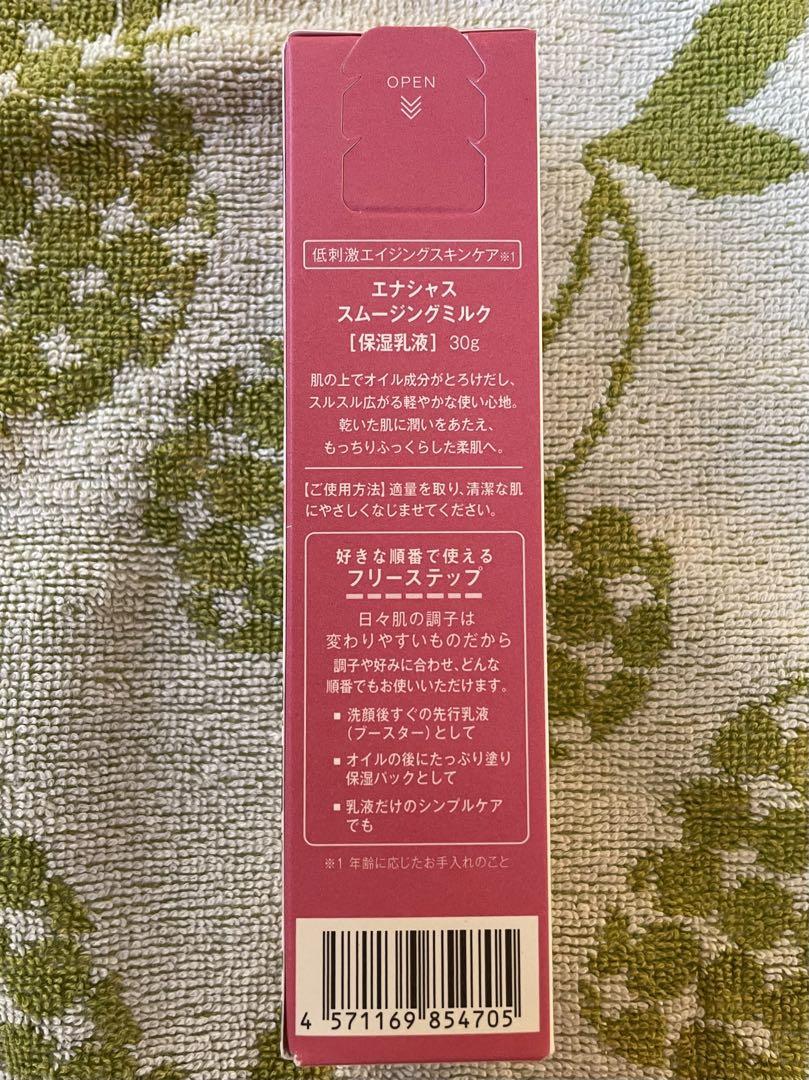 OPEN
低刺激エイジングスキンケア※1
エナシャス
スムージングミルク
[保湿乳液] 30g
肌の上でオイル成分がとろけだし、
スルスル広がる軽やかな使い心地。
乾いた肌に潤いをあたえ、
もっちりふっくらした柔肌へ。
【ご使用方法】適量を取り、清潔な肌
にやさしくなじませてください。
好きな順番で使える
フリーステップ
日々肌の調子は
変わりやすいものだから
調子や好みに合わせ、どんな
順番でもお使いいただけます。
■ 洗顔後すぐの先行乳液
(ブースター)として
■ オイルの後にたっぷり塗り
保湿パックとして
■ 乳液だけのシンプルケア
でも
※1 年齢に応じたお手入れのこと
4 571169 854705